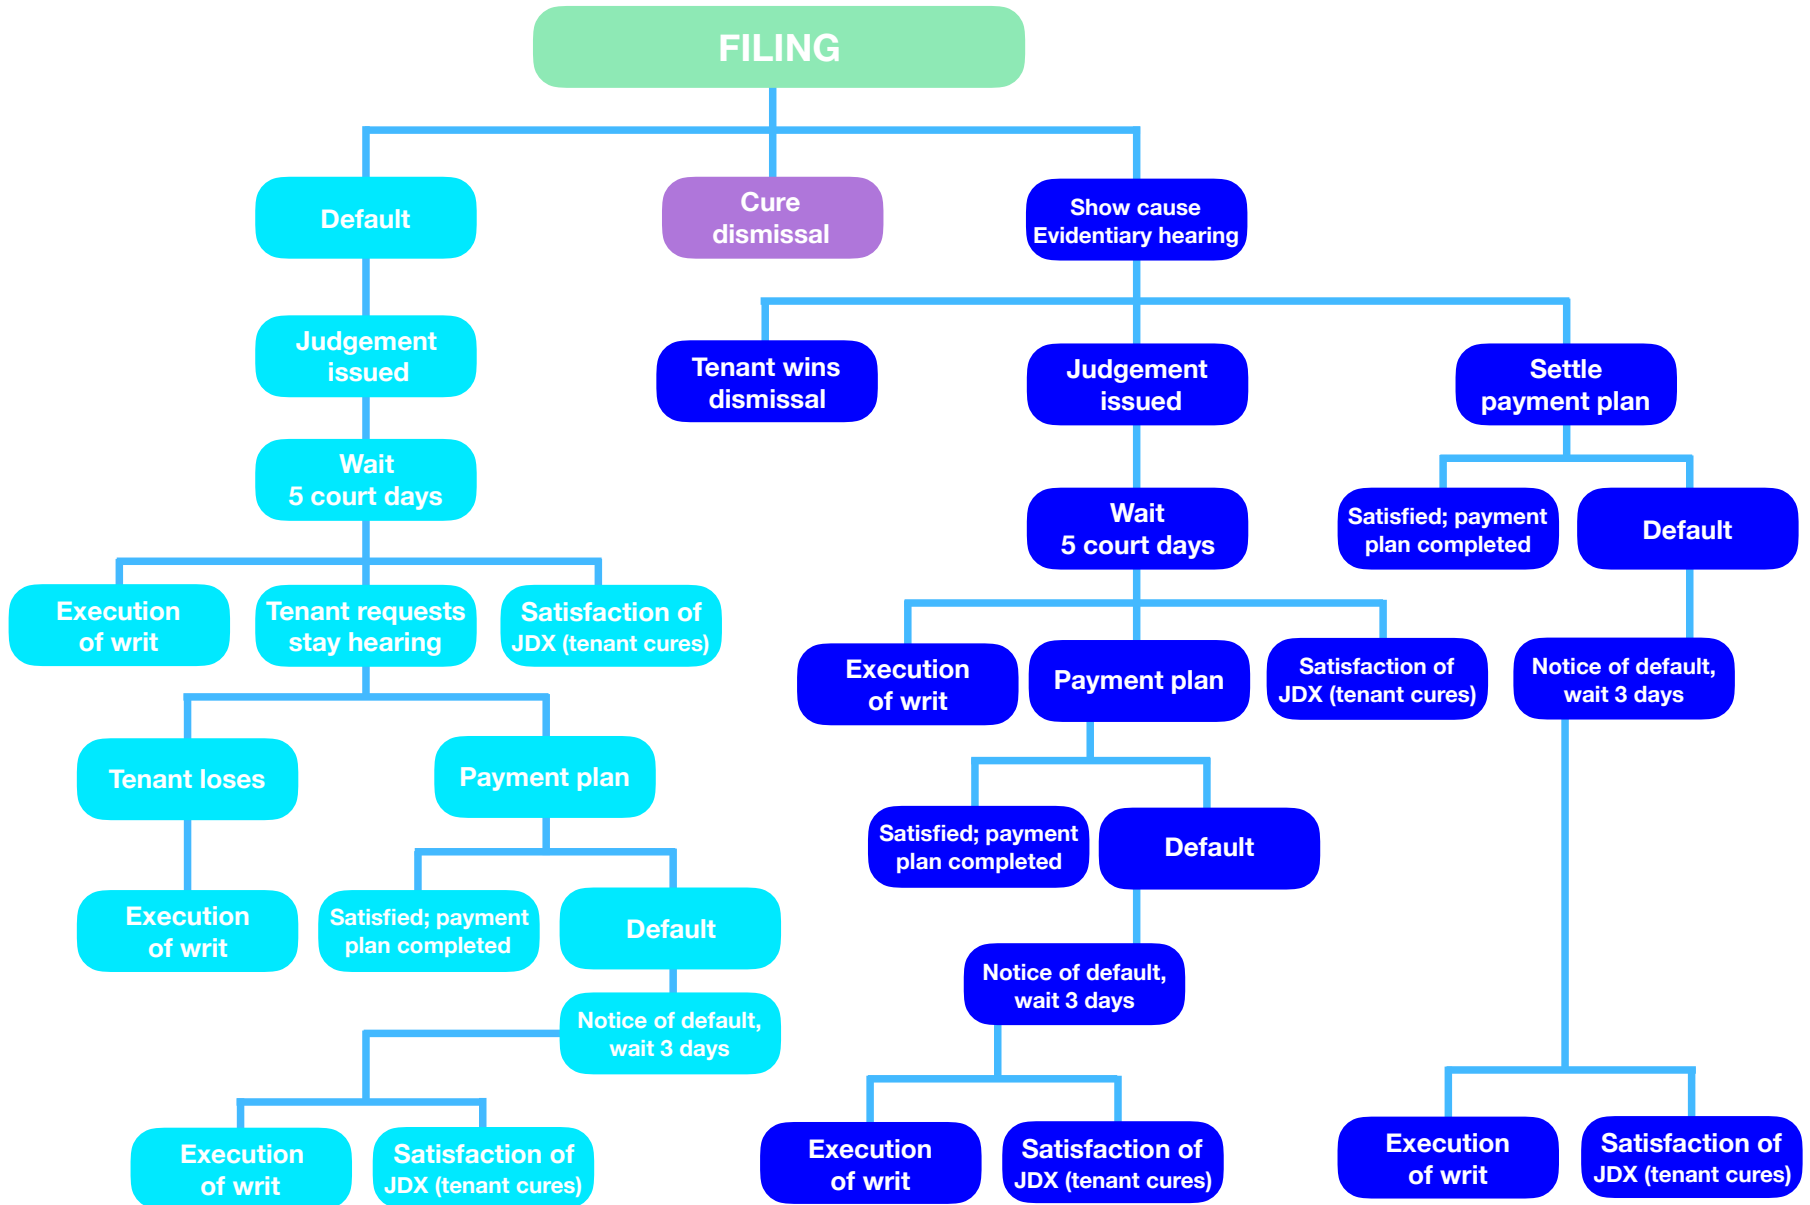 FILING
Default
Cure
dismissal
Show cause
Evidentiary hearing
Judgement
issued
Tenant wins
dismissal
Judgement
issued
Settle
payment plan
Wait
5 court days
Wait
5 court days
Satisfied; payment
plan completed
Default
Execution
of writ
Tenant requests
stay hearing
Satisfaction of
JDX (tenant cures)
Execution
of writ
Payment plan
Satisfaction of
JDX (tenant cures)
Notice of default,
wait 3 days
Tenant loses
Payment plan
Satisfied; payment
plan completed
Default
Execution
of writ
Satisfied; payment
plan completed
Default
Notice of default,
wait 3 days
Notice of default,
wait 3 days
Execution
of writ
Satisfaction of
JDX (tenant cures)
Execution
of writ
Satisfaction of
JDX (tenant cures)
Execution
of writ
Satisfaction of
JDX (tenant cures)